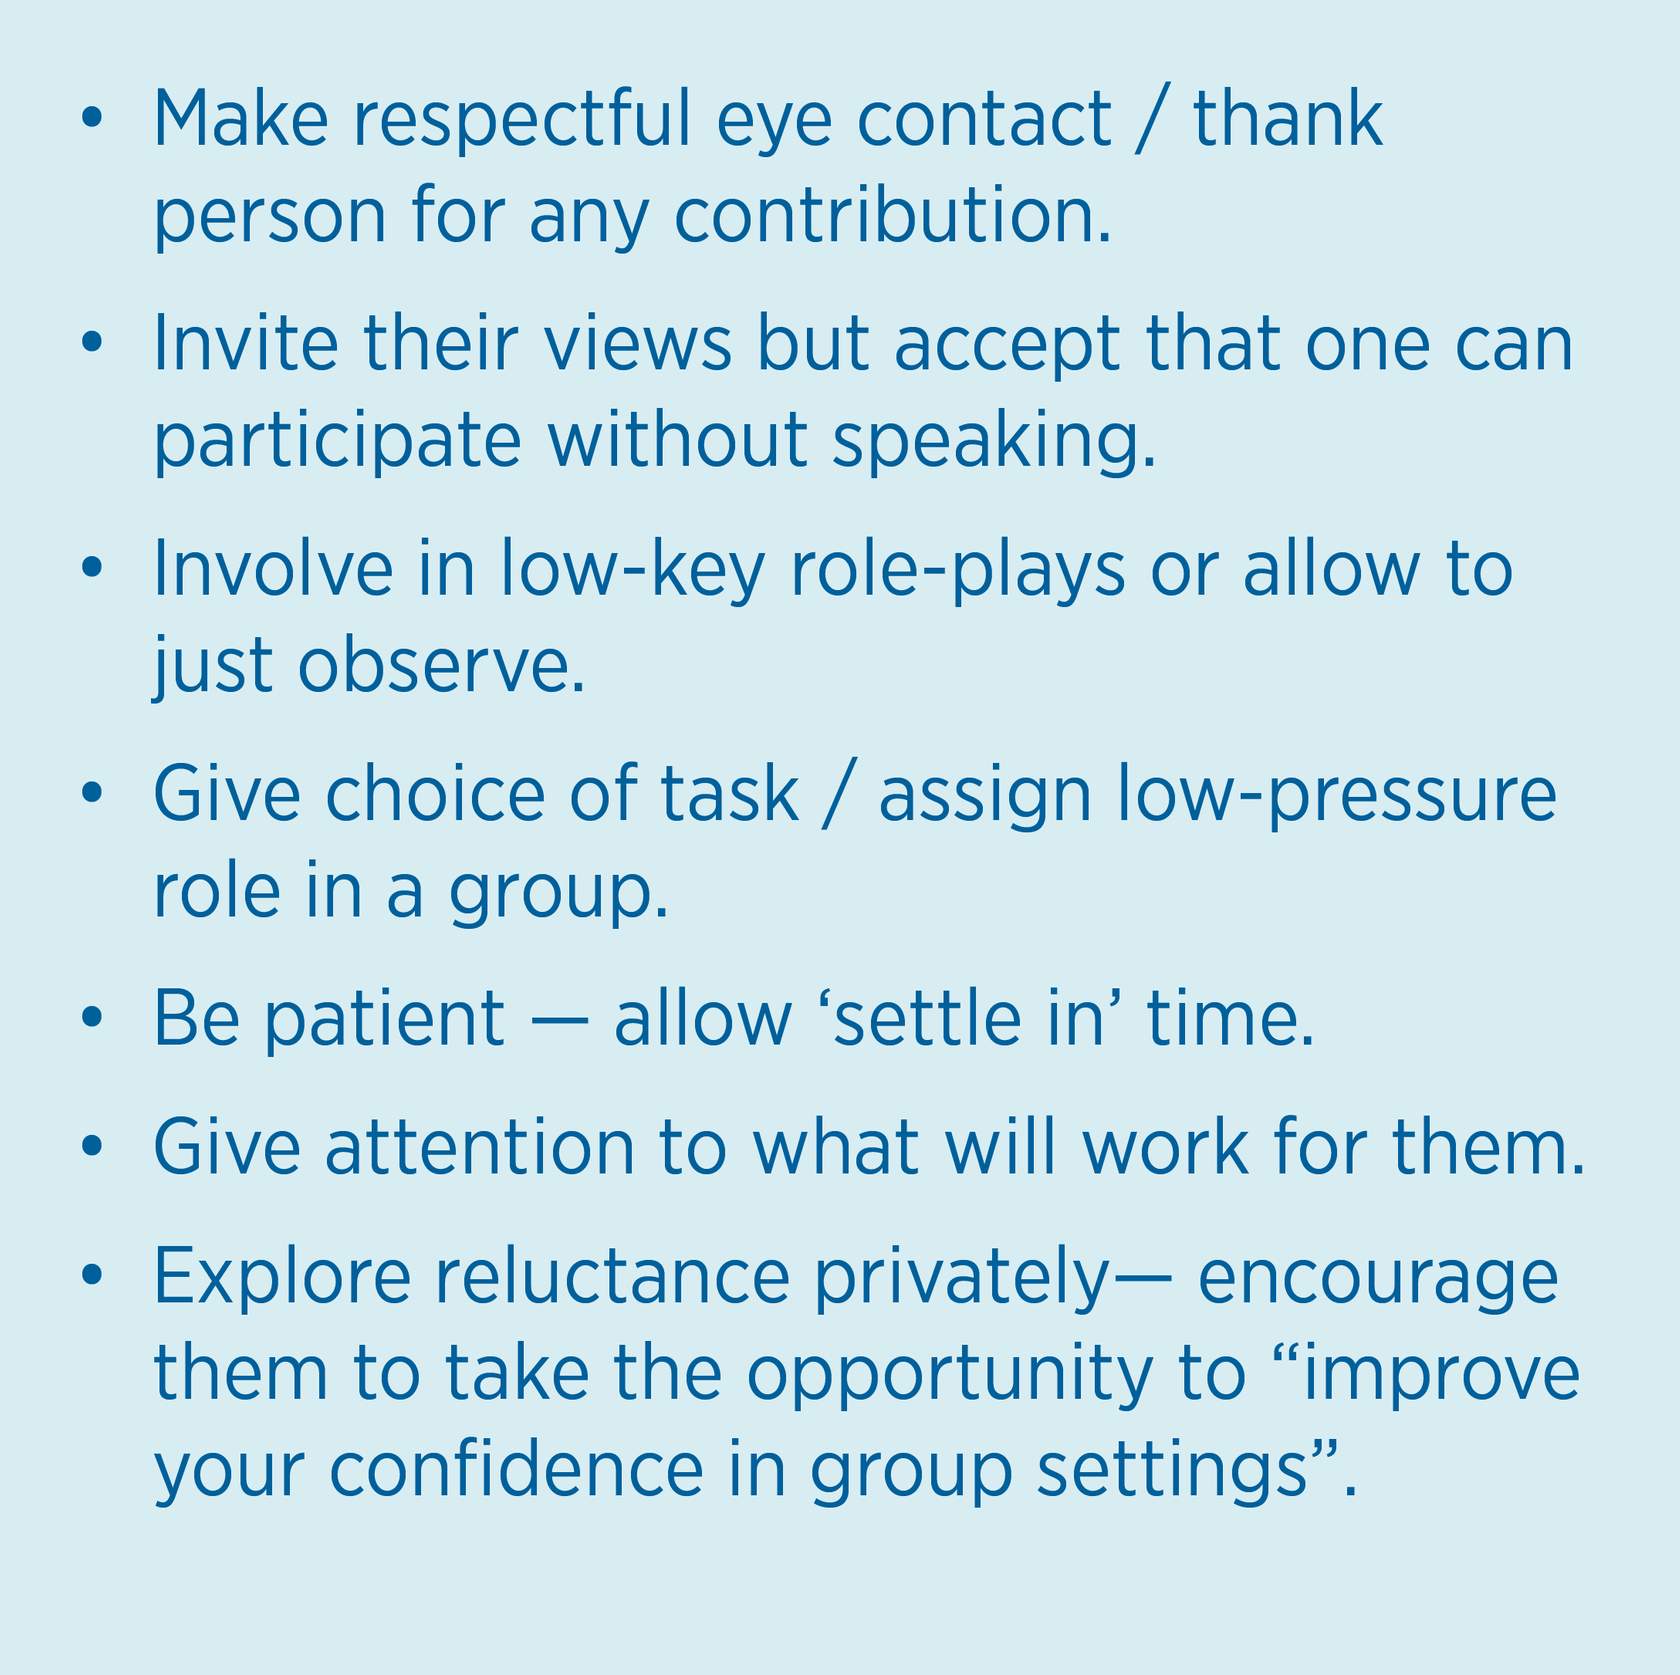 • Make respectful eye contact / thank
person for any contribution.
• Invite their views but accept that one can
participate without speaking.
• Involve in low-key role-plays or allow to
just observe.
• Give choice of task / assign low-pressure
role in a group.
• Be patient — allow ‘settle in’ time.
• Give attention to what will work for them.
• Explore reluctance privately— encourage
them to take the opportunity to “improve
your confidence in group settings”.